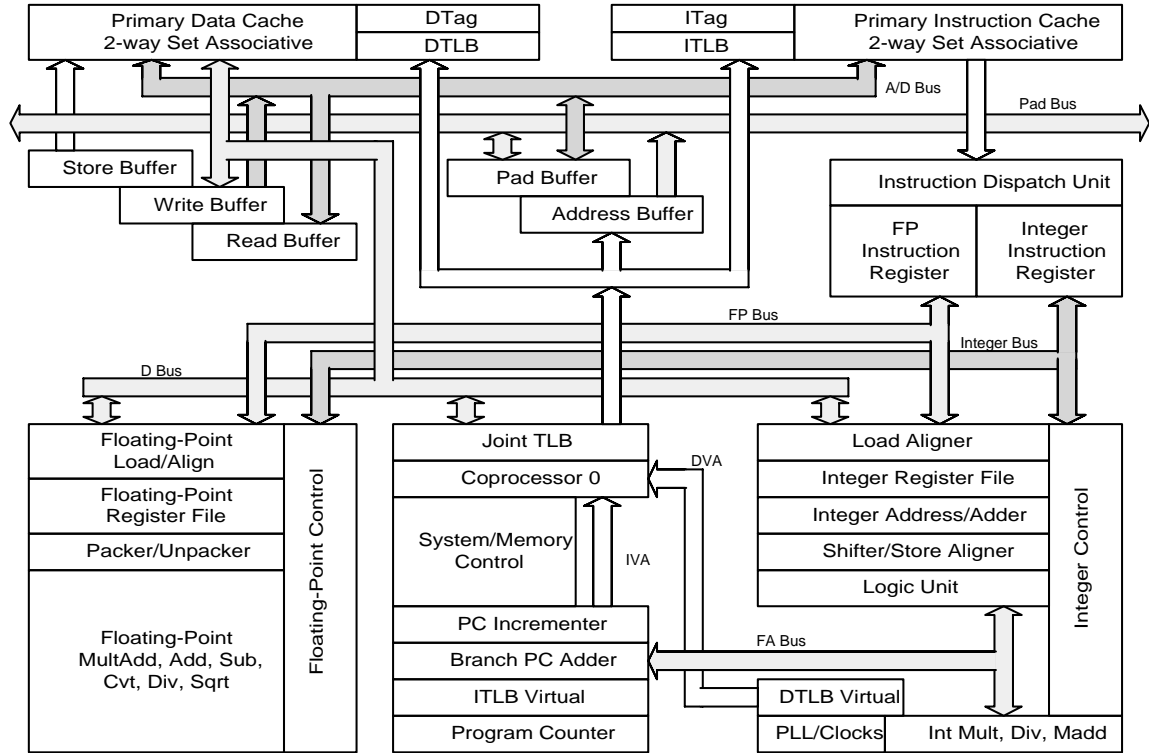 Primary Data Cache
2-way Set Associative
DTag
DTLB
ITag
ITLB
Primary Instruction Cache
2-way Set Associative
A/D Bus
Pad Bus
Store Buffer
Write Buffer
Read Buffer
Pad Buffer
Address Buffer
Instruction Dispatch Unit
FP
Instruction
Register
Integer
Instruction
Register
FP Bus
Integer Bus
D Bus
Floating-Point
Load/Align
Floating-Point
Register File
Packer/Unpacker
Floating-Point
MultAdd, Add, Sub,
Cvt, Div, Sqrt
Floating-Point Control
Joint TLB
Coprocessor 0
System/Memory
Control
IVA
DVA
PC Incrementer
Branch PC Adder
ITLB Virtual
Program Counter
FA Bus
Load Aligner
Integer Register File
Integer Address/Adder
Shifter/Store Aligner
Logic Unit
Integer Control
DTLB Virtual
PLL/Clocks
Int Mult, Div, Madd